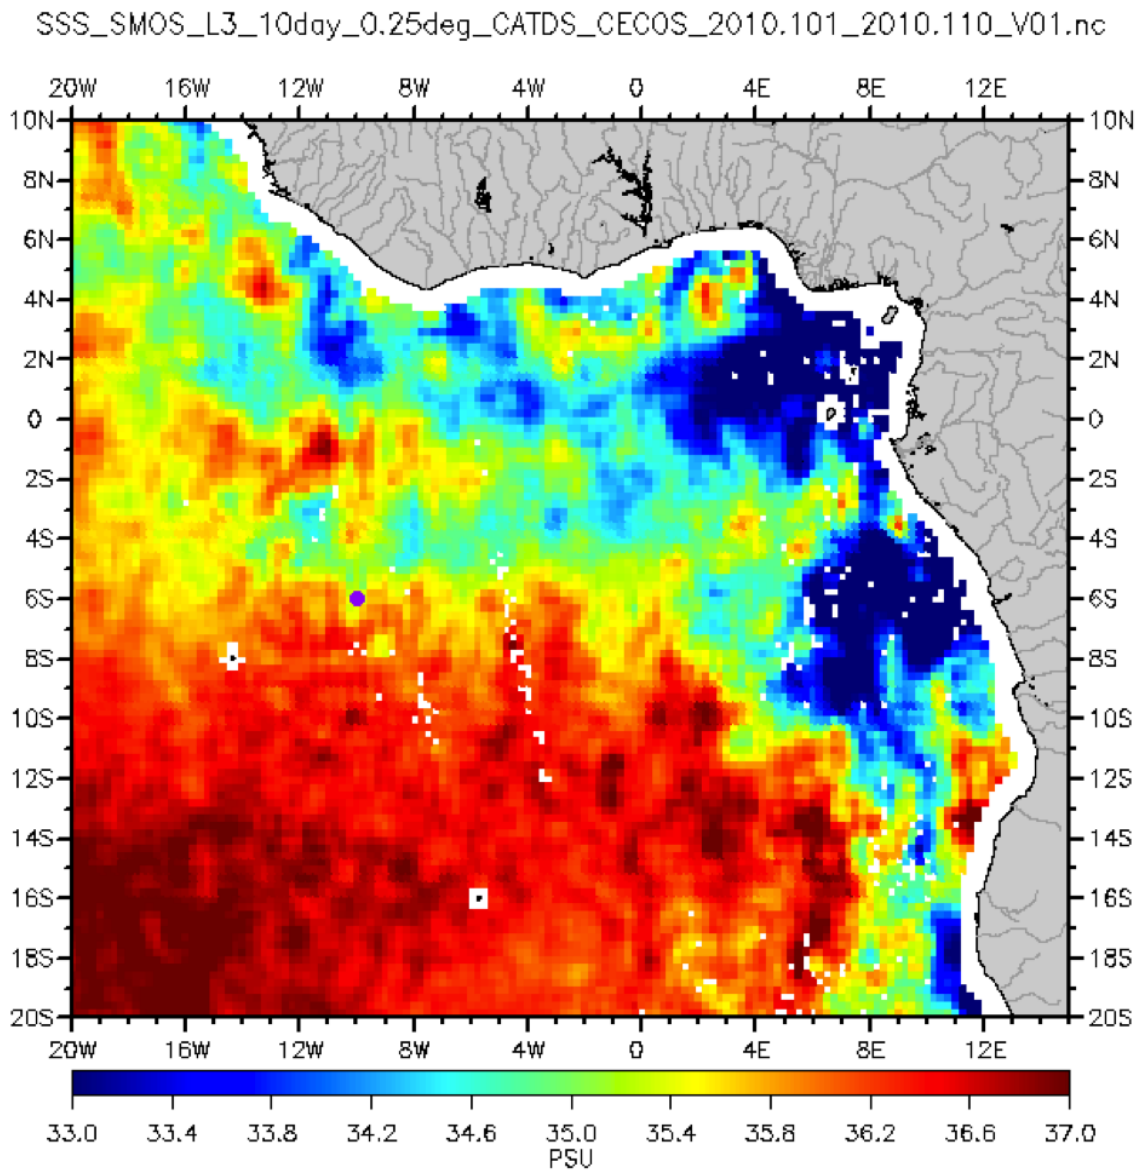 SSS_SMOS_L3_10day_0.25deg_CATDS_CECOS_2010.101_2010.110_V01.nc
20W 16W 12W 8W 4W 0 4E 8E 12E
10N 10N
8N 8N
6N 6N
4N 4N
2N 2N
0 0
2S 2S
4S 4S
6S 6S
8S 8S
10S 10S
12S 12S
14S 14S
16S 16S
18S 18S
20S 20S
20W 16W 12W 8W 4W 0 4E 8E 12E
33.0 33.4 33.8 34.2 34.6 35.0 35.4 35.8 36.2 36.6 37.0
PSU